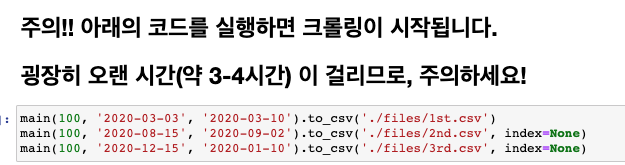 주의!! 아래의 코드를 실행하면 크롤링이 시작됩니다.
굉장히 오랜 시간(약 3-4시간) 이 걸리므로, 주의하세요!
]: main(100, '2020-03-03', '2020-03-10').to_csv('./files/1st.csv')
main(100, '2020-08-15', '2020-09-02').to_csv('./files/2nd.csv', index=None)
main(100, '2020-12-15', '2020-01-10').to_csv('./files/3rd.csv', index=None)